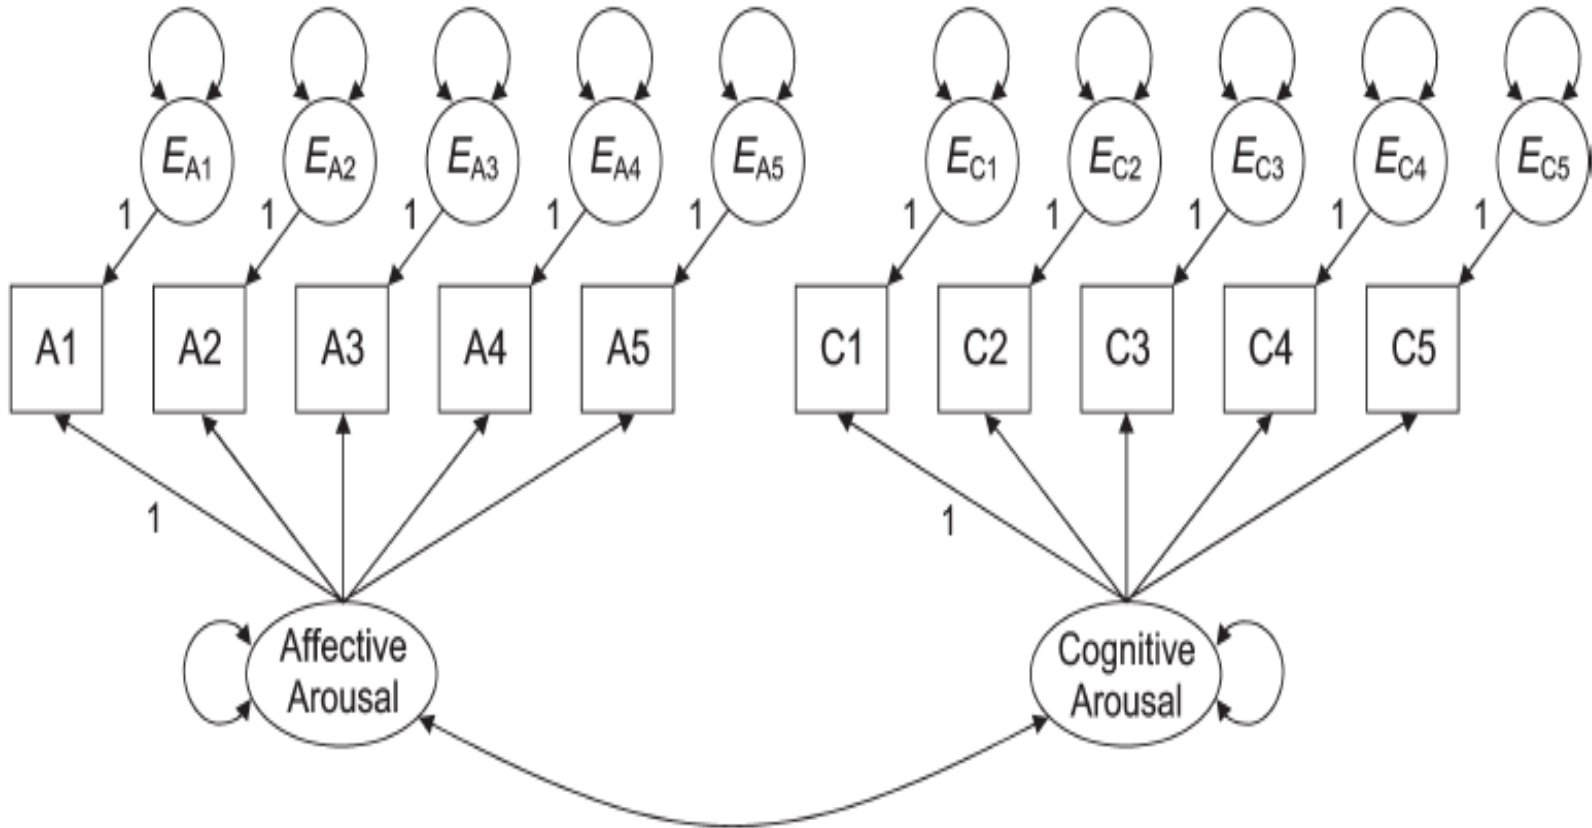 E_A1 E_A2 E_A3 E_A4 E_A5 E_C1 E_C2 E_C3 E_C4 E_C5
1 1 1 1 1 1 1 1 1 1
A1 A2 A3 A4 A5 C1 C2 C3 C4 C5
1 1
Affective
Arousal
Cognitive
Arousal